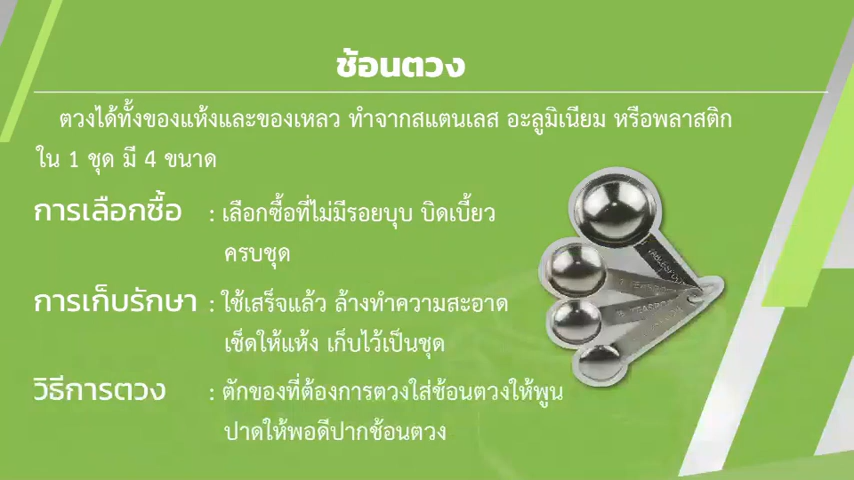 ช้อนตวง
ตวงได้ทั้งของแห้งและของเหลว ทำจากสแตนเลส อะลูมิเนียม หรือพลาสติก
ใน 1 ชุด มี 4 ขนาด
การเลือกซื้อ : เลือกซื้อที่ไม่มีรอยบุบ บิดเบี้ยว
ครบชุด
การเก็บรักษา : ใช้เสร็จแล้ว ล้างทำความสะอาด
เช็ดให้แห้ง เก็บไว้เป็นชุด
วิธีการตวง : ตักของที่ต้องการตวงใส่ช้อนตวงให้พูน
ปาดให้พอดีปากช้อนตวง